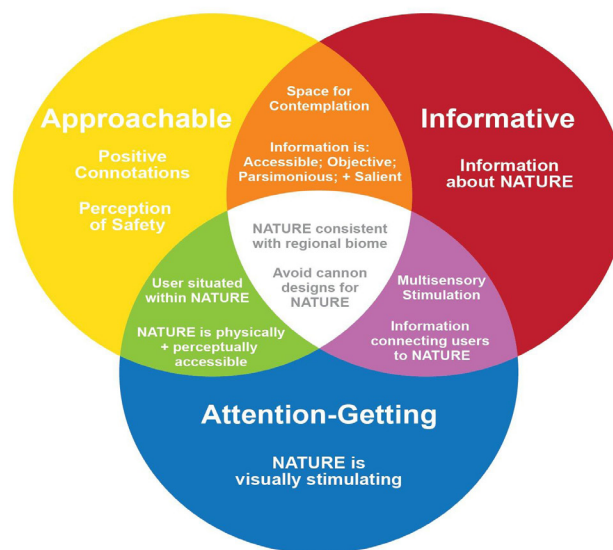 Approachable
Positive
Connotations
Perception
of Safety
Space for
Contemplation
Information is:
Accessible; Objective;
Parsimonious; + Salient
Informative
Information
about NATURE
NATURE consistent
with regional biome
Avoid cannon
designs for
NATURE
User situated
within NATURE
NATURE is physically
+ perceptually
accessible
Multisensory
Stimulation
Information
connecting users
to NATURE
Attention-Getting
NATURE is
visually stimulating